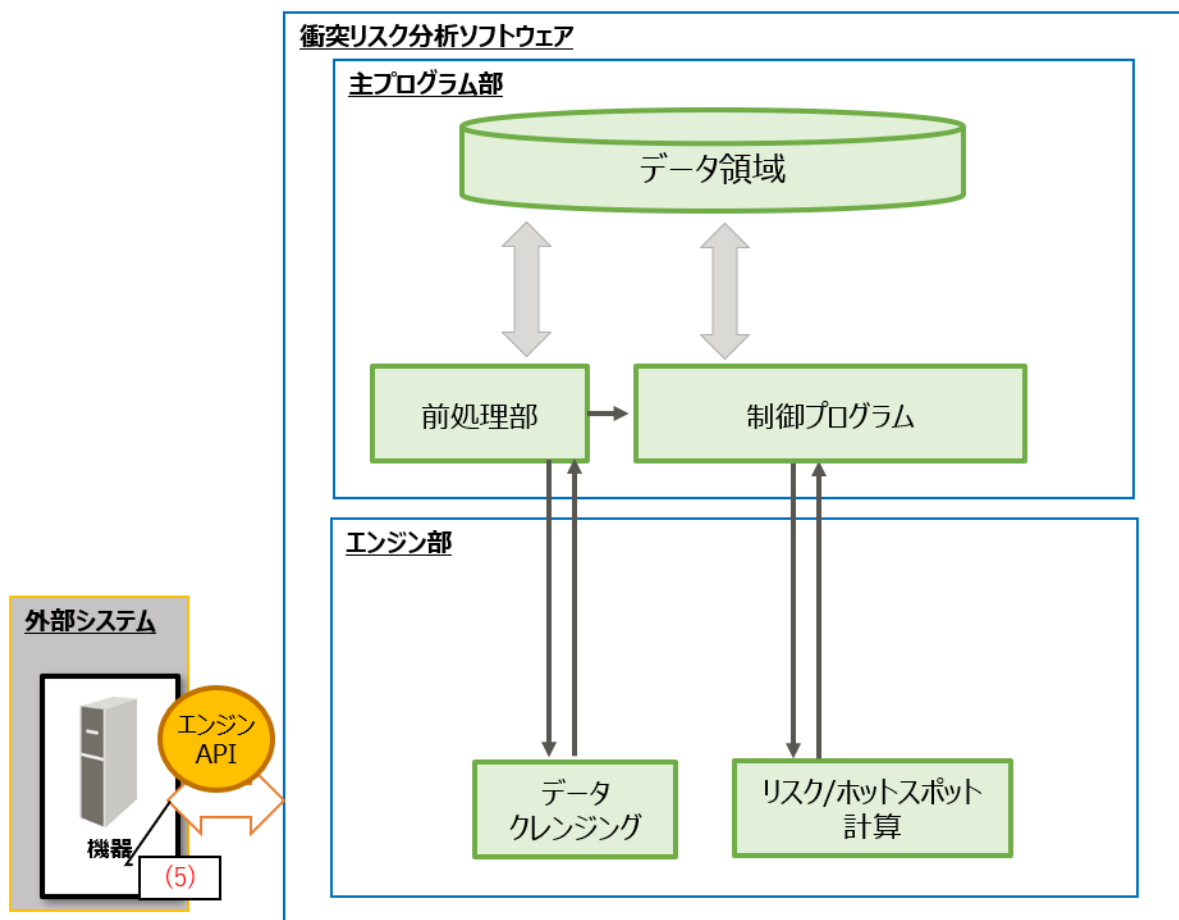 衝突リスク分析ソフトウェア
主プログラム部
データ領域
前処理部
制御プログラム
エンジン部
外部システム
エンジン
API
機器
(5)
データ
クレンジング
リスク/ホットスポット
計算